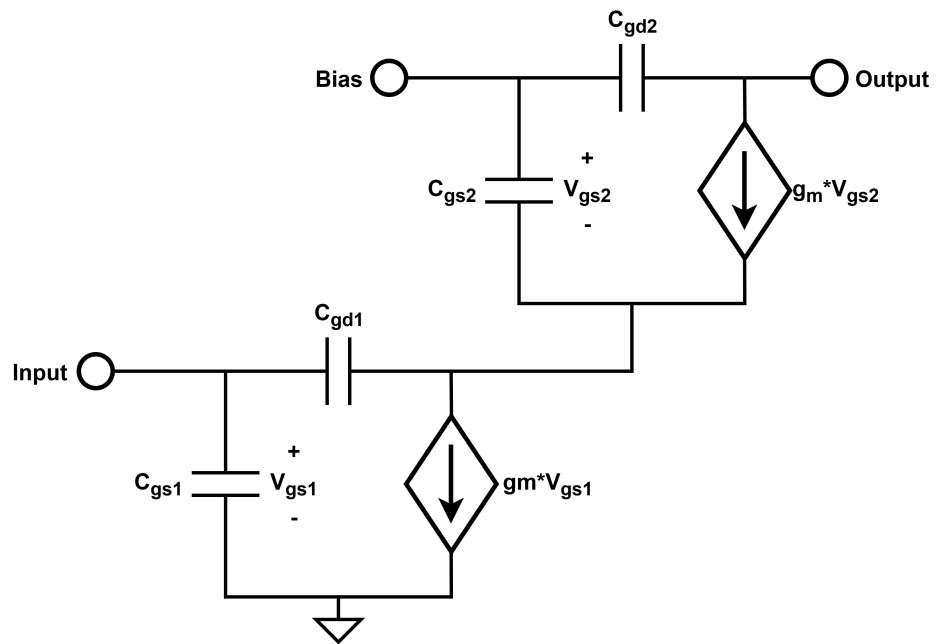 Cgd2
Bias
Output
+
Cgs2
Vgs2
gm*Vgs2
-
Cgd1
Input
+
Cgs1
Vgs1
gm*Vgs1
-